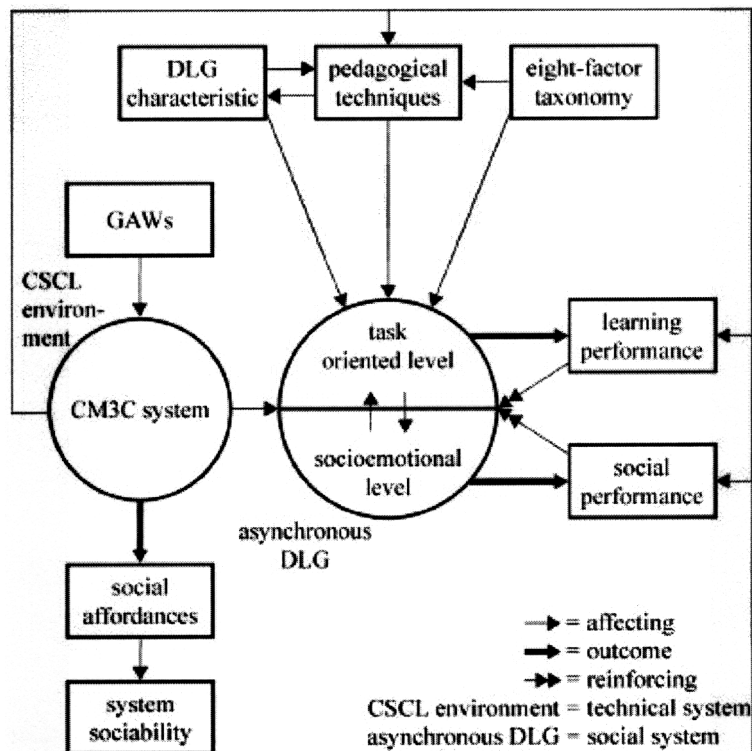 DLG
characteristic
pedagogical
techniques
eight-factor
taxonomy
GAWs
CSCL
environ-
ment
task
oriented level
learning
performance
CM3C system
socioemotional
level
social
performance
asynchronous
DLG
social
affordances
system
sociability
= affecting
= outcome
= reinforcing
CSCL environment = technical system
asynchronous DLG = social system